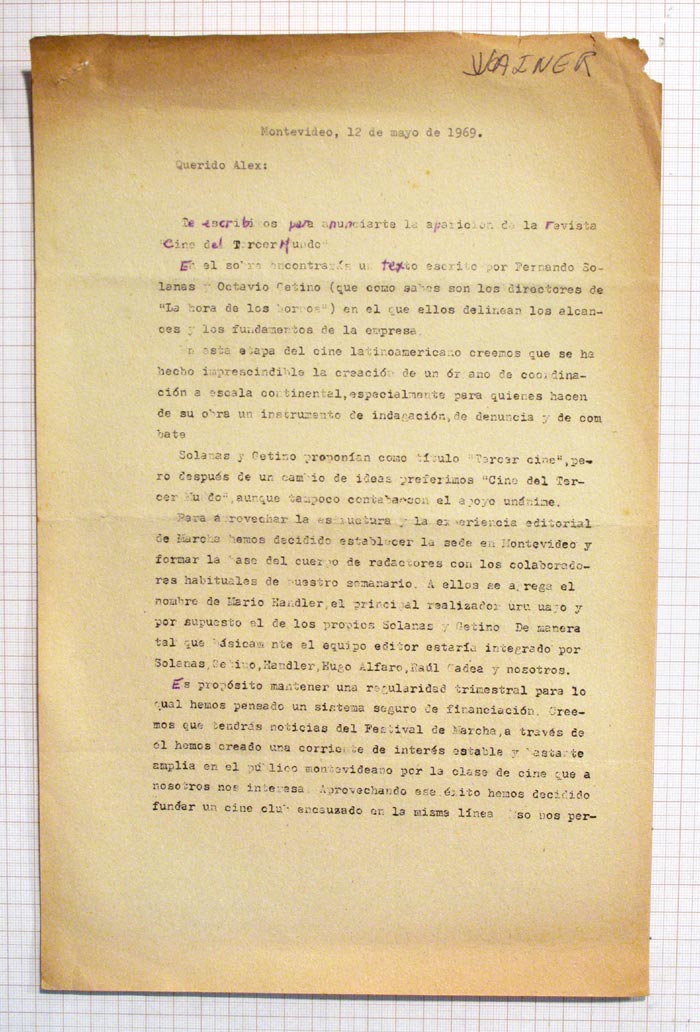 WAINER
Montevideo, 12 de mayo de 1969.
Querido Alex:
Te escribimos para anunciarte la aparición de la revista
"Cine del Tercer Mundo"
En el sobre encontrarás un texto escrito por Fernando So-
lanas y Octavio Getino (que como sabes son los directores de
"La hora de los hornos") en el que ellos delinean los alcan-
ces y los fundamentos de la empresa.
En esta etapa del cine latinoamericano creemos que se ha
hecho imprescindible la creación de un órgano de coordina-
ción a escala continental,especialmente para quienes hacen
de su obra un instrumento de indagación,de denuncia y de com
bate
Solanas y Getino proponían como título "Tercer cine",pe-
ro después de un cambio de ideas preferimos "Cine del Ter-
cer Mundo",aunque tampoco contabacon el apoyo unánime.
Para aprovechar la estructura y la experiencia editorial
de Marcha hemos decidido establecer la sede en Montevideo y
formar la base del cuerpo de redactores con los colaborado-
res habituales de nuestro semanario. A ellos se agrega el
nombre de Mario Handler,el principal realizador uruguayo y
por supuesto el de los propios Solanas y Getino De manera
tal que básicamente el equipo editor estaría integrado por
Solanas,Getino,Handler,Hugo Alfaro,Raúl Gadea y nosotros.
Es propósito mantener una regularidad trimestral para lo
cual hemos pensado un sistema seguro de financiación. Cree-
mos que tendrás noticias del Festival de Marcha,a través de
él hemos creado una corriente de interés estable y bastante
amplia en el público montevideano por la clase de cine que a
nosotros nos interesa. Aprovechando ese éxito hemos decidido
fundar un cine club encauzado en la misma línea Eso nos per-